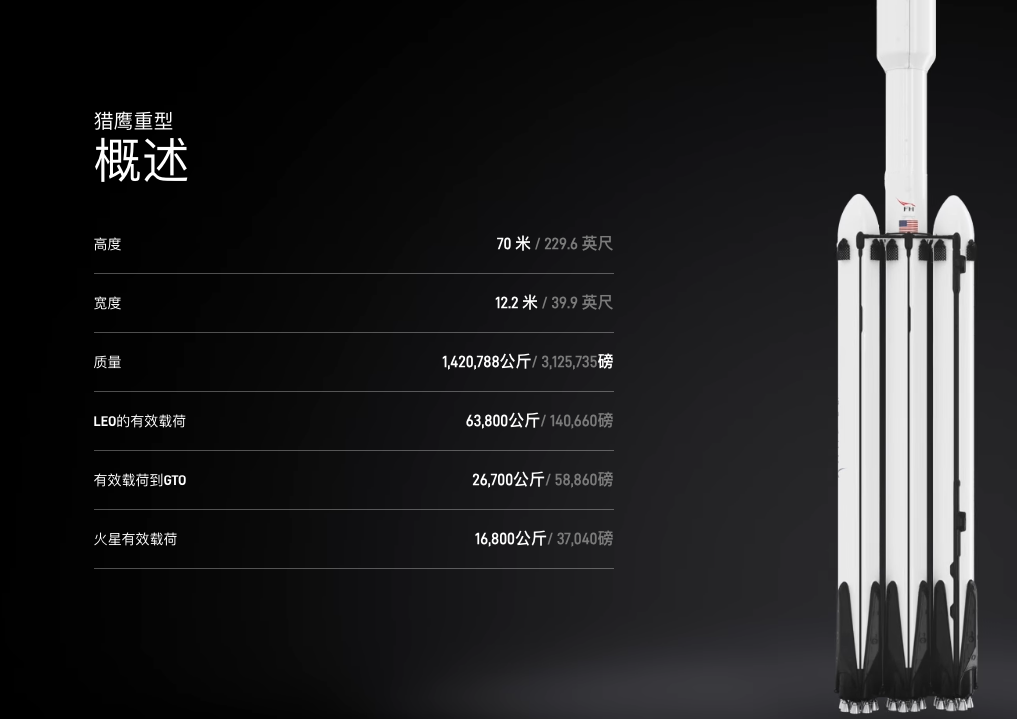 猎鹰重型
概述
高度 70 米 / 229.6 英尺
宽度 12.2 米 / 39.9 英尺
质量 1,420,788公斤/ 3,125,735磅
LEO的有效载荷 63,800公斤/ 140,660磅
有效载荷到GTO 26,700公斤/ 58,860磅
火星有效载荷 16,800公斤/ 37,040磅
FH